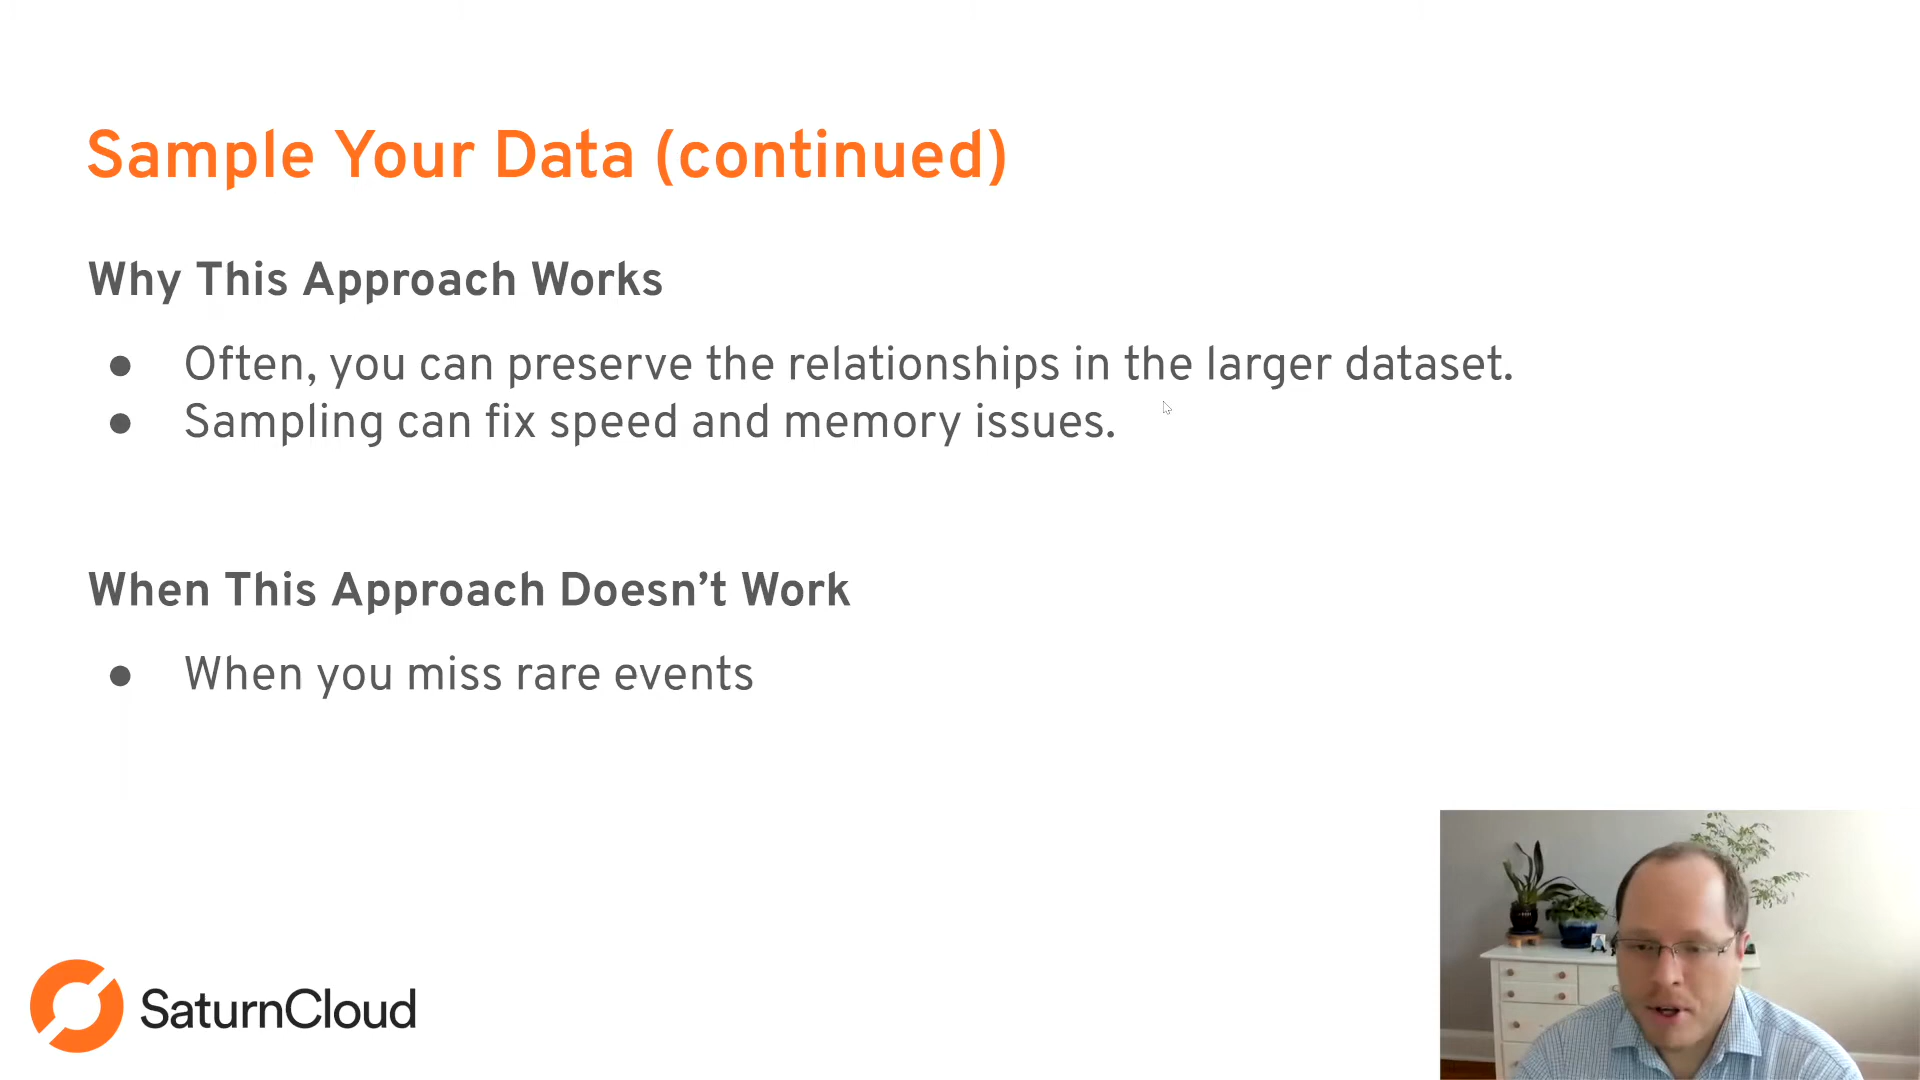 Sample Your Data (continued)
Why This Approach Works
● Often, you can preserve the relationships in the larger dataset.
● Sampling can fix speed and memory issues.
When This Approach Doesn’t Work
● When you miss rare events
SaturnCloud